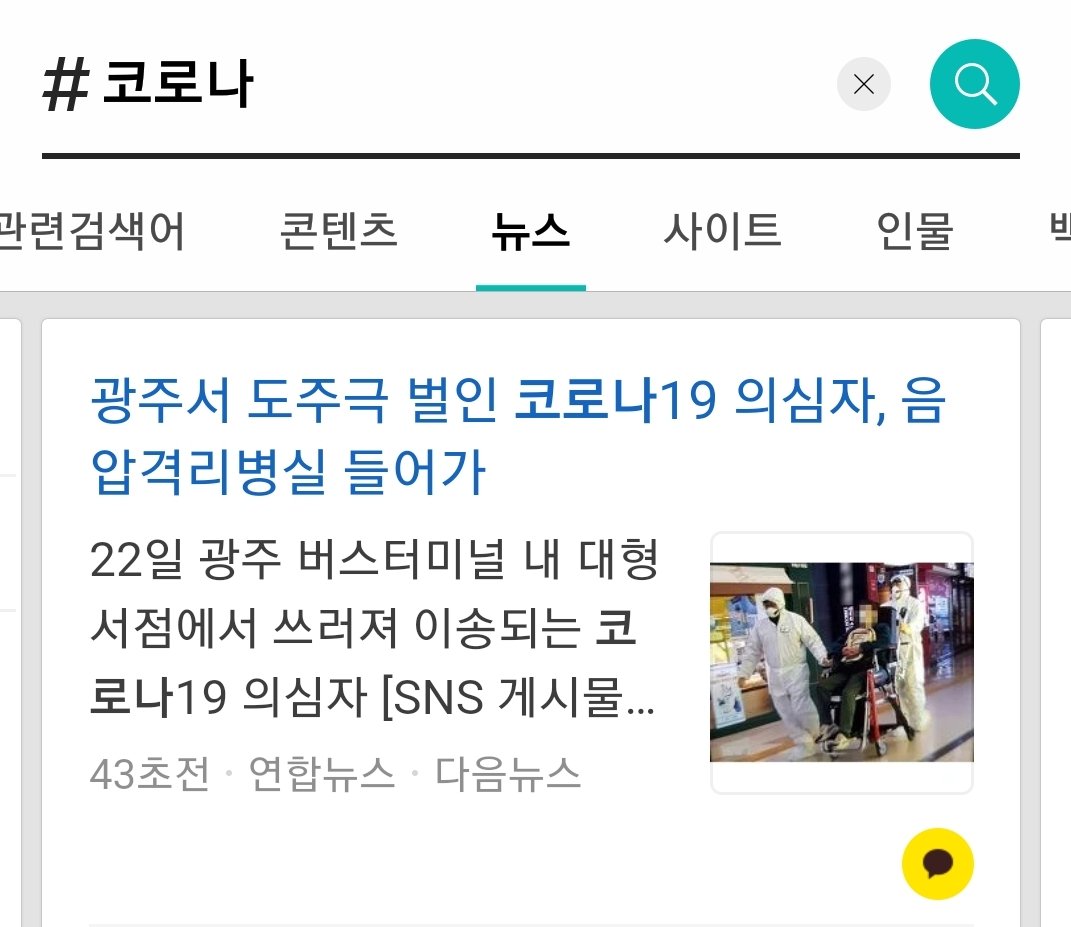 #코로나
관련검색어 콘텐츠 뉴스 사이트 인물
광주서 도주극 벌인 코로나19 의심자, 음
압격리병실 들어가
22일 광주 버스터미널 내 대형
서점에서 쓰러져 이송되는 코
로나19 의심자 [SNS 게시물...
43초전 · 연합뉴스 · 다음뉴스